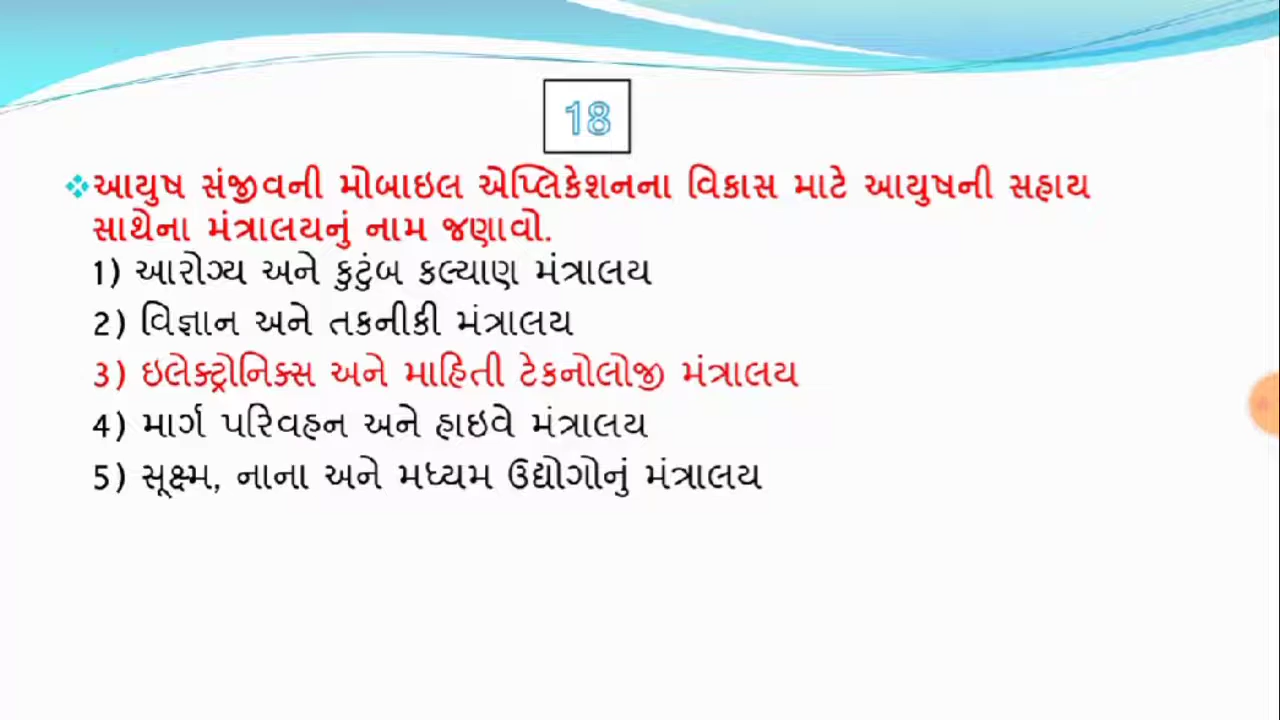 18
આયુષ સંજીવની મોબાઇલ એપ્લિકેશનના વિકાસ માટે આયુષની સહાય
સાથેના મંત્રાલયનું નામ જણાવો.
1) આરોગ્ય અને કુટુંબ કલ્યાણ મંત્રાલય
2) વિજ્ઞાન અને તકનીકી મંત્રાલય
3) ઇલેક્ટ્રોનિક્સ અને માહિતી ટેકનોલોજી મંત્રાલય
4) માર્ગ પરિવહન અને હાઇવે મંત્રાલય
5) સૂક્ષ્મ, નાના અને મધ્યમ ઉદ્યોગોનું મંત્રાલય